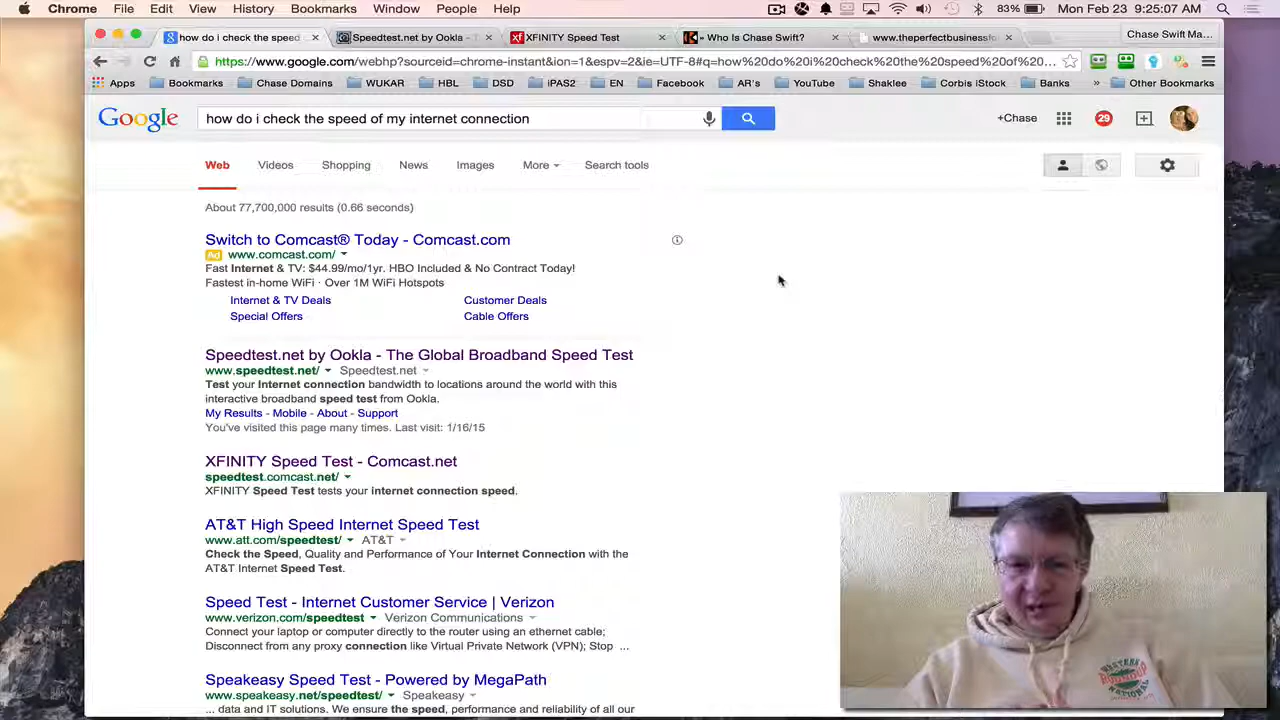 Chrome File Edit View History Bookmarks Window People Help 83% Mon Feb 23 9:25:07 AM
how do i check the speed Speedtest.net by Ookla - XFINITY Speed Test » Who Is Chase Swift? www.theperfectbusinessfo Chase Swift Ma...
https://www.google.com/webhp?sourceid=chrome-instant&ion=1&espv=2&ie=UTF-8#q=how%20do%20i%20check%20the%20speed%20of%20...
Apps Bookmarks Chase Domains WUKAR HBL DSD iPAS2 EN Facebook AR's YouTube Shaklee Corbis iStock Banks » Other Bookmarks
Google how do i check the speed of my internet connection +Chase 29
Web Videos Shopping News Images More Search tools
About 77,700,000 results (0.66 seconds)
Switch to Comcast® Today - Comcast.com
Ad www.comcast.com/
Fast Internet & TV: $44.99/mo/1yr. HBO Included & No Contract Today!
Fastest in-home WiFi · Over 1M WiFi Hotspots
Internet & TV Deals Customer Deals
Special Offers Cable Offers
Speedtest.net by Ookla - The Global Broadband Speed Test
www.speedtest.net/ Speedtest.net
Test your Internet connection bandwidth to locations around the world with this
interactive broadband speed test from Ookla.
My Results - Mobile - About - Support
You've visited this page many times. Last visit: 1/16/15
XFINITY Speed Test - Comcast.net
speedtest.comcast.net/
XFINITY Speed Test tests your internet connection speed.
AT&T High Speed Internet Speed Test
www.att.com/speedtest/ AT&T
Check the Speed, Quality and Performance of Your Internet Connection with the
AT&T Internet Speed Test.
Speed Test - Internet Customer Service | Verizon
www.verizon.com/speedtest Verizon Communications
Connect your laptop or computer directly to the router using an ethernet cable;
Disconnect from any proxy connection like Virtual Private Network (VPN); Stop ...
Speakeasy Speed Test - Powered by MegaPath
www.speakeasy.net/speedtest/ Speakeasy
... data and IT solutions. We ensure the speed, performance and reliability of all our
WESTERN
ROUNDUP
NATIONAL